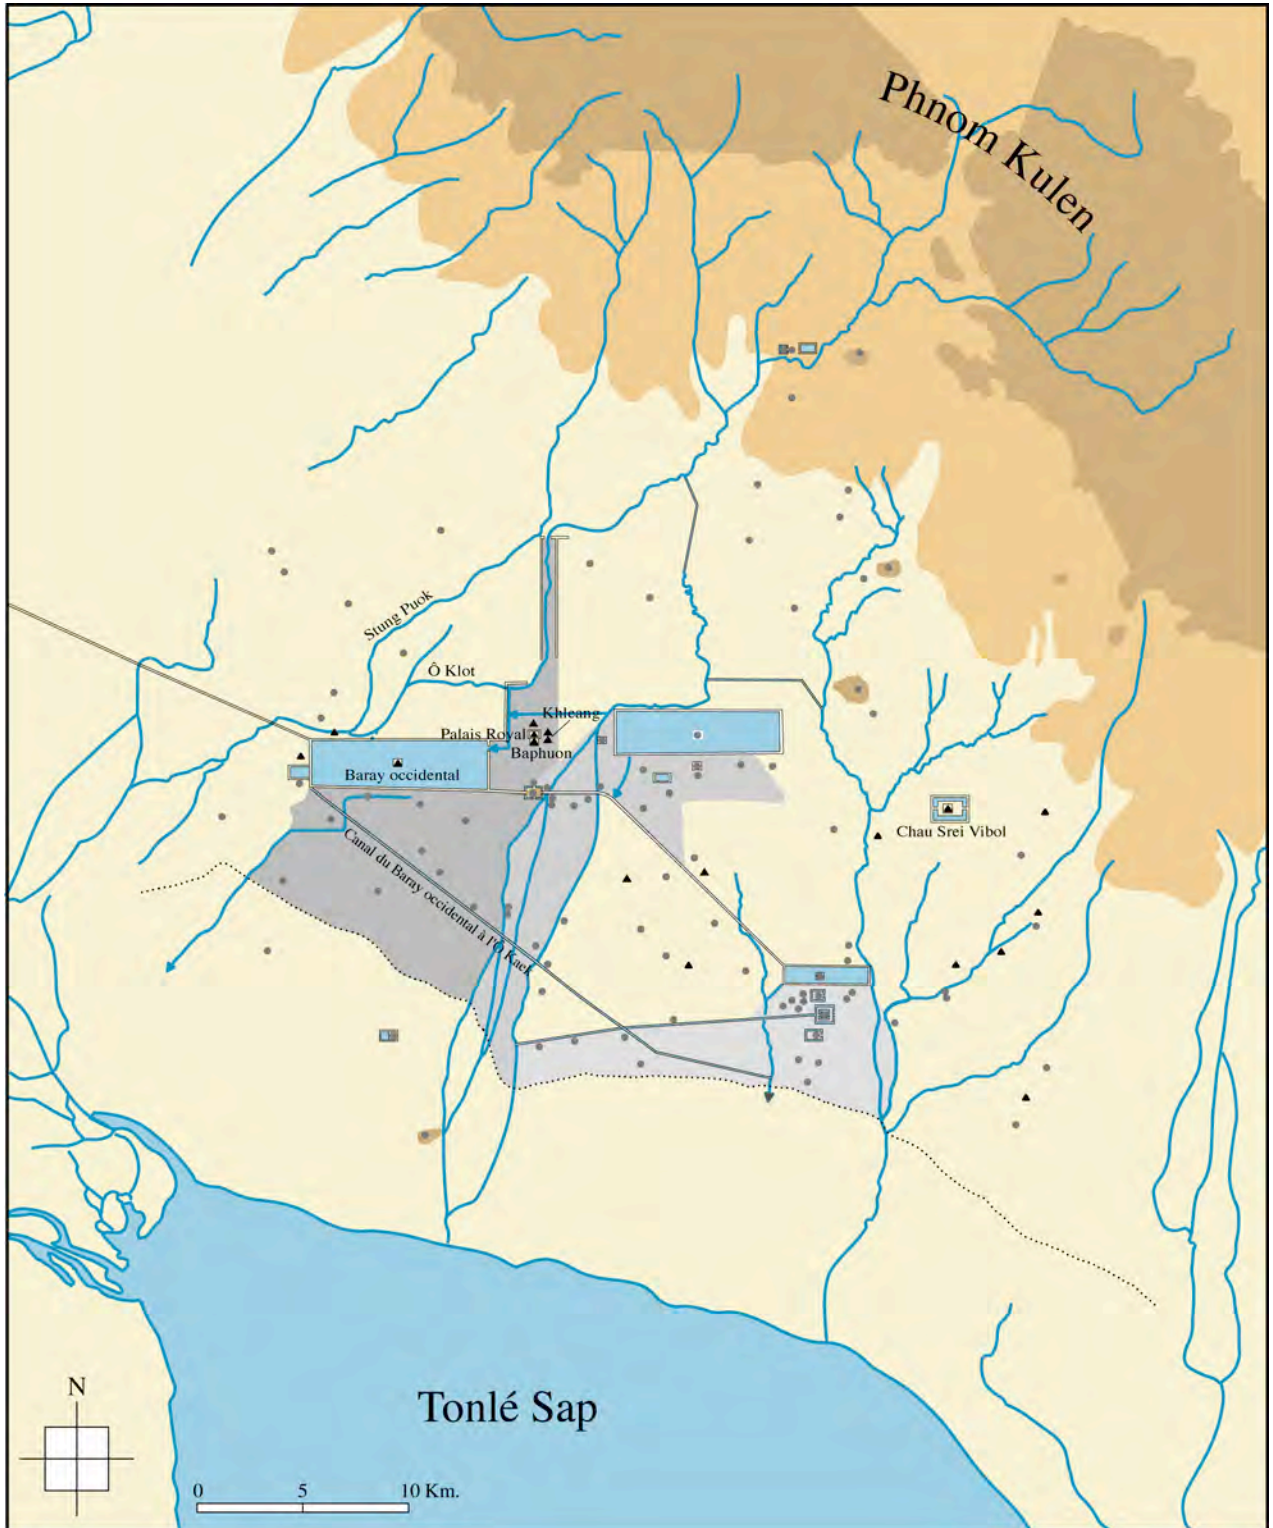 Phnom Kulen
Stung Puok
Ô Klot
Khleang
Palais Royal
Baphuon
Baray occidental
Chau Srei Vibol
Canal du Baray occidental à l'Ô Kaek
Tonlé Sap
N
0 5 10 Km.